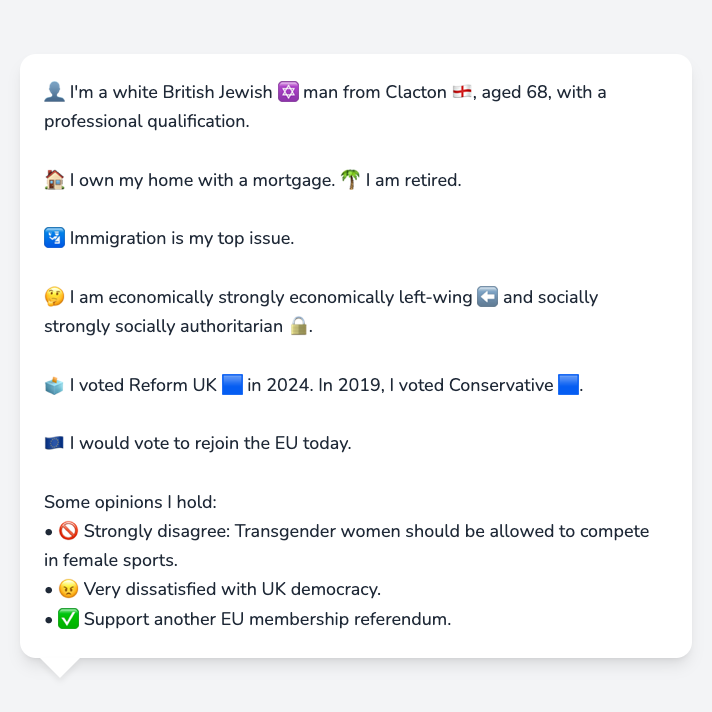 👤 I'm a white British Jewish ✡️ man from Clacton 🏴󠁧󠁢󠁥󠁮󠁧󠁿, aged 68, with a
professional qualification.
🏠 I own my home with a mortgage. 🌴 I am retired.
🛂 Immigration is my top issue.
🤔 I am economically strongly economically left-wing ⬅️ and socially
strongly socially authoritarian 🔒.
🗳️ I voted Reform UK 🟦 in 2024. In 2019, I voted Conservative 🟦.
🇪🇺 I would vote to rejoin the EU today.
Some opinions I hold:
• 🚫 Strongly disagree: Transgender women should be allowed to compete
in female sports.
• 😠 Very dissatisfied with UK democracy.
• ✅ Support another EU membership referendum.